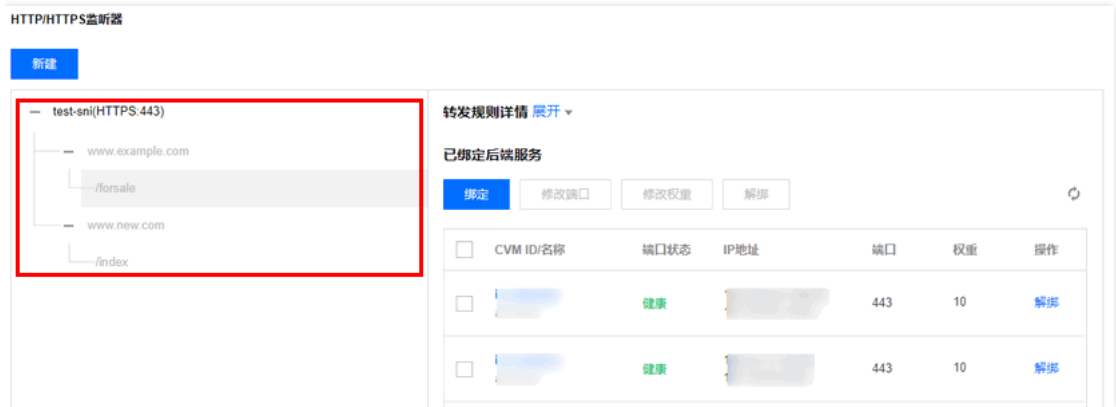 HTTP/HTTPS监听器
新建
test-sni(HTTPS:443)
www.example.com
/forsale
www.new.com
/index
转发规则详情 展开
已绑定后端服务
绑定 修改端口 修改权重 解绑
CVM ID/名称 端口状态 IP地址 端口 权重 操作
健康 443 10 解绑
健康 443 10 解绑